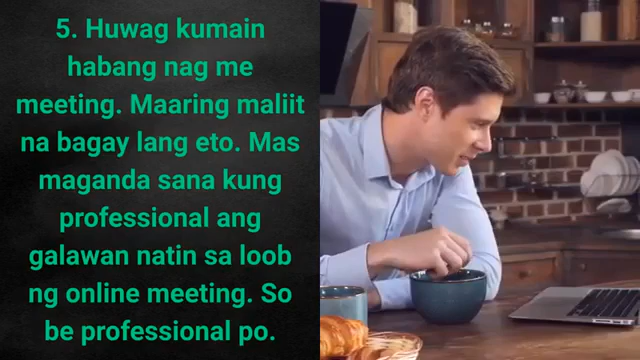 5. Huwag kumain
habang nag me
meeting. Maaring maliit
na bagay lang eto. Mas
maganda sana kung
professional ang
galawan natin sa loob
ng online meeting. So
be professional po.